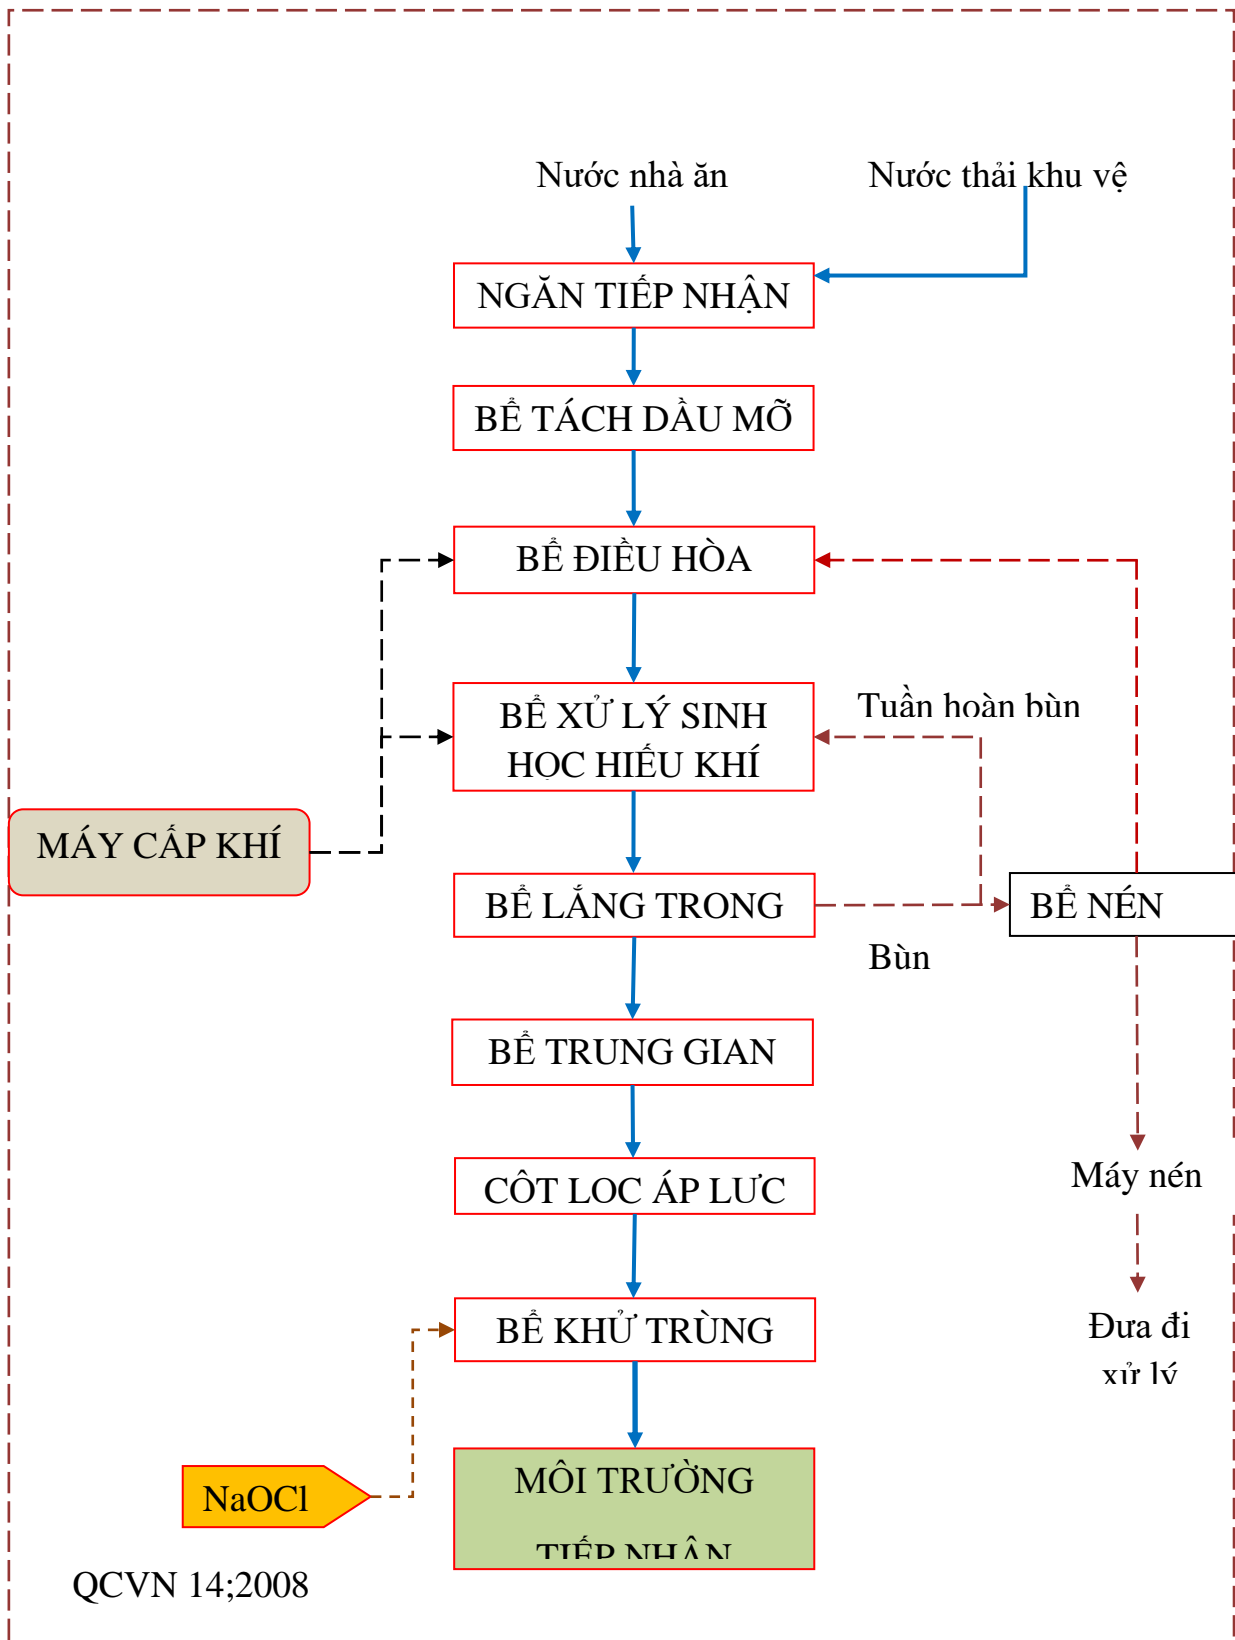 Nước nhà ăn
Nước thải khu vệ
NGĂN TIẾP NHẬN
BỂ TÁCH DẦU MỠ
BỂ ĐIỀU HÒA
BỂ XỬ LÝ SINH
HỌC HIẾU KHÍ
Tuần hoàn bùn
MÁY CẤP KHÍ
BỂ LẮNG TRONG
BỂ NÉN
Bùn
BỂ TRUNG GIAN
CỘT LỌC ÁP LỰC
Máy nén
BỂ KHỬ TRÙNG
Đưa đi
xử lý
NaOCl
MÔI TRƯỜNG
TIẾP NHẬN
QCVN 14;2008